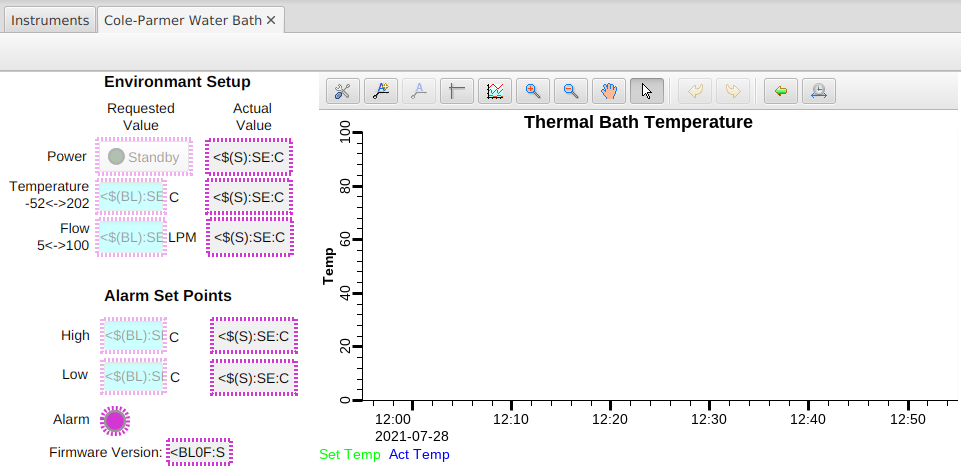 Instruments
Cole-Parmer Water Bath
Environmant Setup
Requested
Value
Actual
Value
Power
Standby
<$(S):SE:C
Temperature
-52<->202
<$(BL):SE
C
<$(S):SE:C
Flow
5<->100
<$(BL):SE
LPM
<$(S):SE:C
Alarm Set Points
High
<$(BL):SE
C
<$(S):SE:C
Low
<$(BL):SE
C
<$(S):SE:C
Alarm
Firmware Version:
<BL0F:S
Thermal Bath Temperature
Temp
100
80
60
40
20
0
12:00
12:10
12:20
12:30
12:40
12:50
2021-07-28
Set Temp
Act Temp